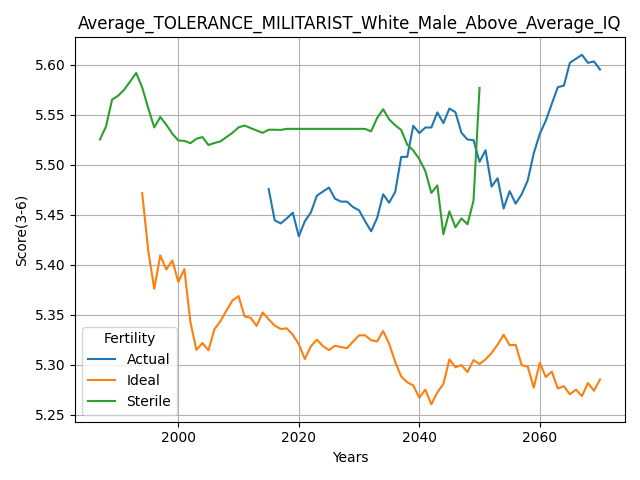 Average_TOLERANCE_MILITARIST_White_Male_Above_Average_IQ
Score(3-6)
5.60
5.55
5.50
5.45
5.40
5.35
5.30
5.25
Fertility
Actual
Ideal
Sterile
2000
2020
2040
2060
Years